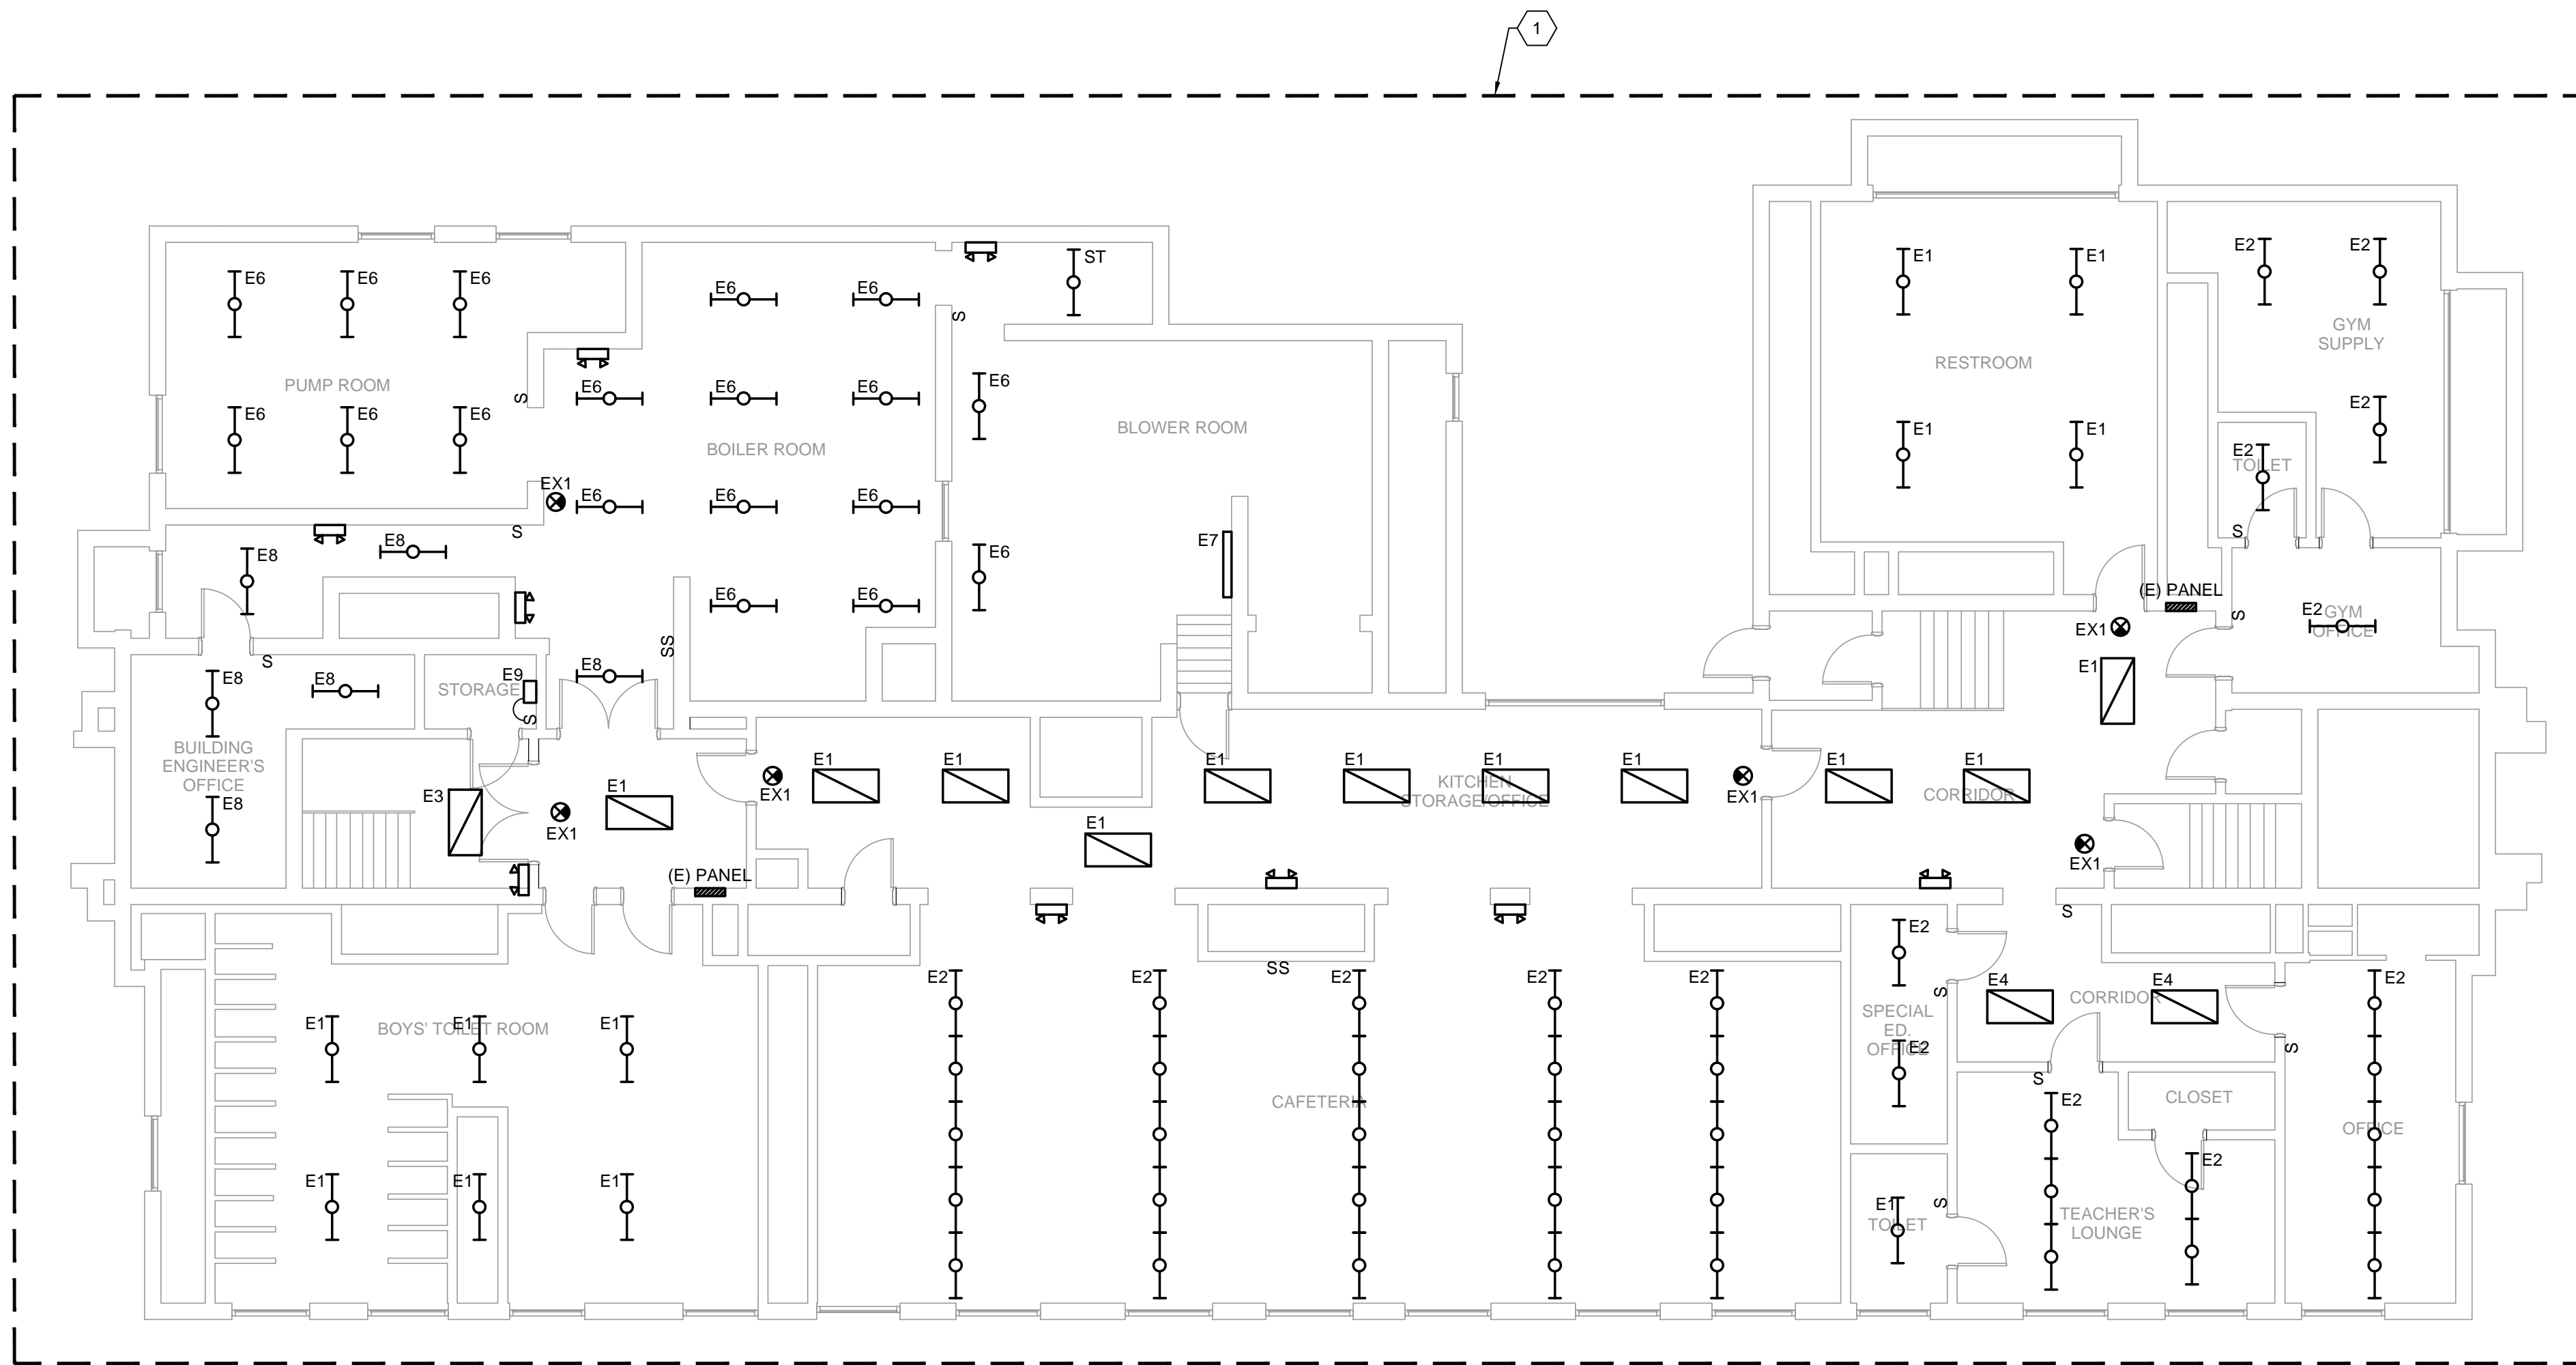 1
ST
E2
E2
E6
E6
E6
E1
E1
E6
E6
S
GYM
SUPPLY
RESTROOM
PUMP ROOM
E6
E6
E6
E6
S
E2
E6
E6
E6
BLOWER ROOM
E1
E1
BOILER ROOM
E2
TOILET
EX1
E6
E6
E6
S
S
E7
E8
E8
E6
(E) PANEL
E6
E6
S
E2
GYM
OFFICE
EX1
SS
S
E8
E8
E8
E9
STORAGE
S
E1
BUILDING
ENGINEER'S
OFFICE
E1
E1
E1
E1
E1
E1
E1
E1
KITCHEN
STORAGE/OFFICE
CORRIDOR
E3
E1
EX1
EX1
E8
EX1
E1
EX1
(E) PANEL
S
E2
SS
E2
E2
E2
E2
E2
E2
E4
E4
S
CORRIDOR
SPECIAL
ED.
OFFICE
E2
E1
E1
E1
BOYS' TOILET ROOM
S
S
CAFETERIA
E2
CLOSET
OFFICE
E2
E1
E1
E1
E1
S
TOILET
TEACHER'S
LOUNGE